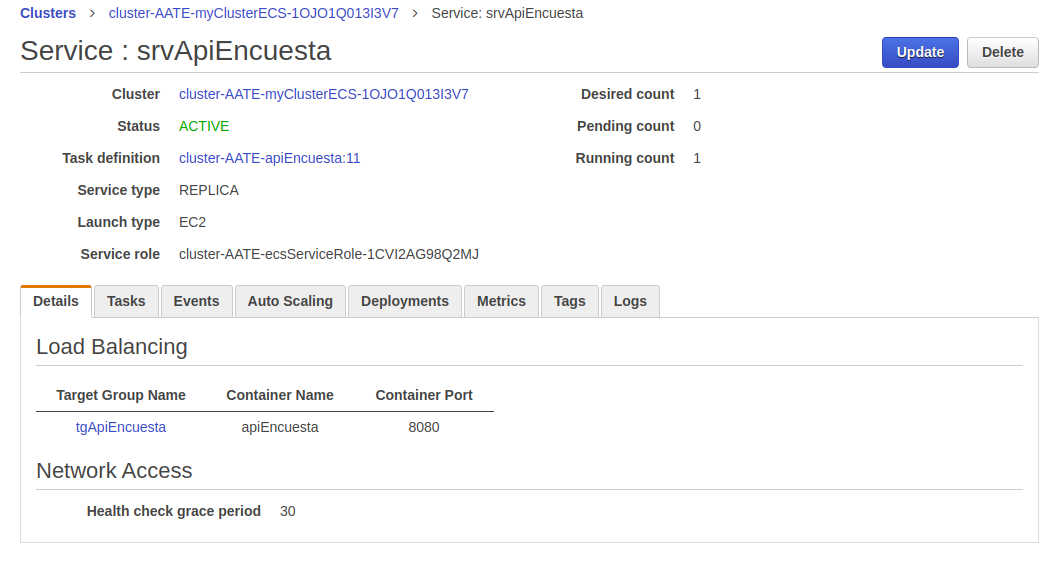 Clusters > cluster-AATE-myClusterECS-1OJO1Q013I3V7 > Service: srvApiEncuesta
Service : srvApiEncuesta
Update Delete
Cluster cluster-AATE-myClusterECS-1OJO1Q013I3V7 Desired count 1
Status ACTIVE Pending count 0
Task definition cluster-AATE-apiEncuesta:11 Running count 1
Service type REPLICA
Launch type EC2
Service role cluster-AATE-ecsServiceRole-1CVI2AG98Q2MJ
Details Tasks Events Auto Scaling Deployments Metrics Tags Logs
Load Balancing
Target Group Name Container Name Container Port
tgApiEncuesta apiEncuesta 8080
Network Access
Health check grace period 30